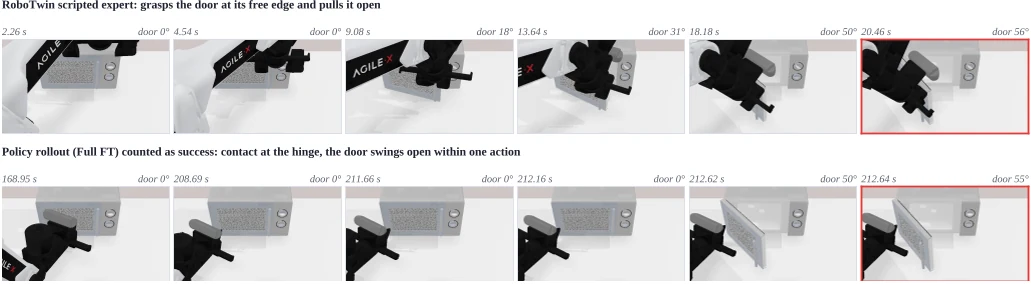 RoboTwin scripted expert: grasps the door at its free edge and pulls it open
2.26 s door 0° 4.54 s door 0° 9.08 s door 18° 13.64 s door 31° 18.18 s door 50° 20.46 s door 56°
AGILE X AGILE X AGILE X E X
Policy rollout (Full FT) counted as success: contact at the hinge, the door swings open within one action
168.95 s door 0° 208.69 s door 0° 211.66 s door 0° 212.16 s door 0° 212.62 s door 50° 212.64 s door 55°
ILE X